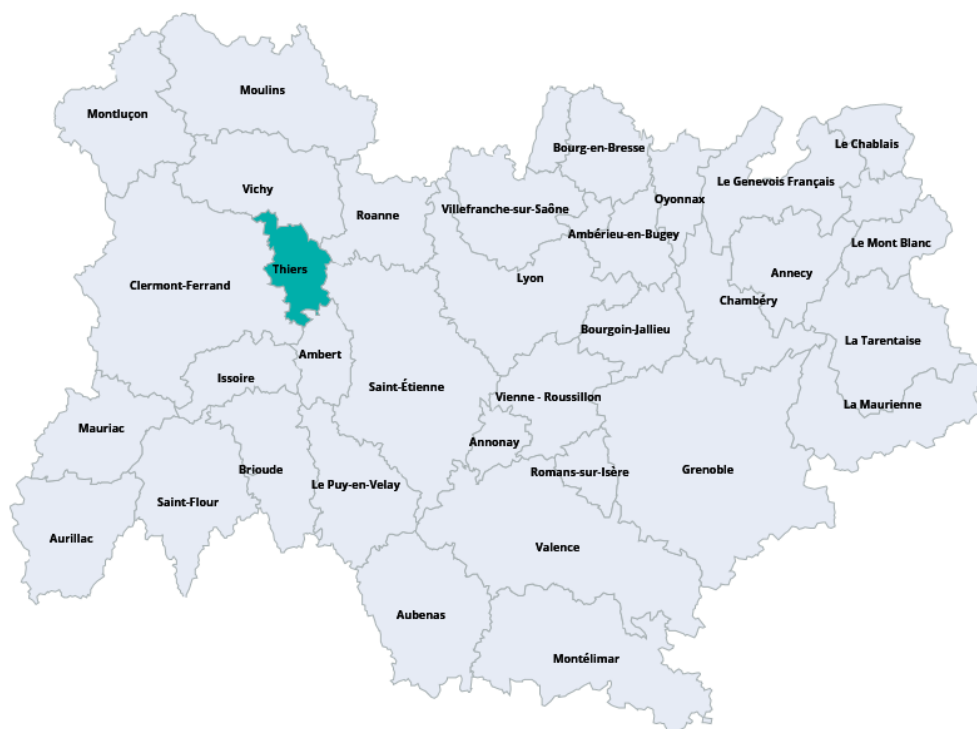 Moulins
Montluçon
Bourg-en-Bresse
Le Chablais
Le Genevois Français
Vichy
Oyonnax
Villefranche-sur-Saône
Roanne
Ambérieu-en-Bugey
Le Mont Blanc
Thiers
Annecy
Lyon
Clermont-Ferrand
Chambéry
Bourgoin-Jallieu
La Tarentaise
Ambert
Issoire
Saint-Étienne
Vienne - Roussillon
La Maurienne
Mauriac
Annonay
Brioude
Romans-sur-Isère
Grenoble
Le Puy-en-Velay
Saint-Flour
Aurillac
Valence
Aubenas
Montélimar